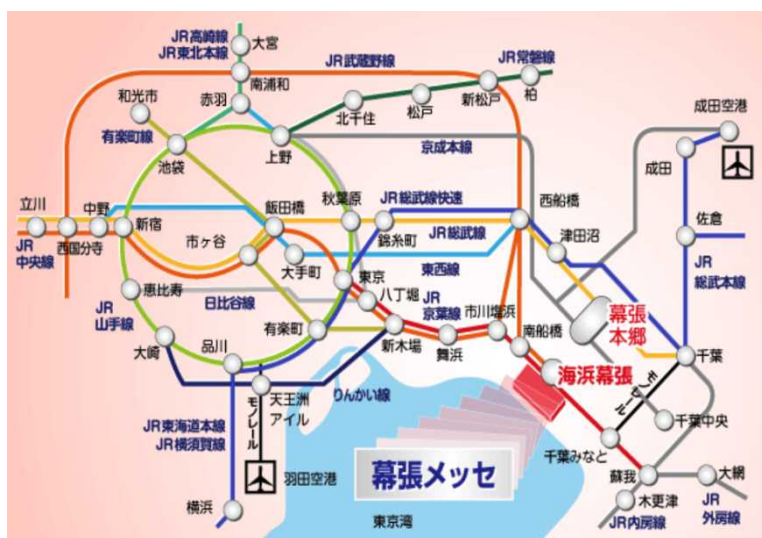 JR高崎線
JR東北本線
大宮
南浦和
JR武蔵野線
JR常磐線
柏
新松戸
松戸
北千住
和光市
赤羽
有楽町線
池袋
上野
京成本線
成田空港
成田
立川
中野
新宿
西国分寺
JR
中央線
飯田橋
秋葉原
JR総武線快速
錦糸町
JR総武線
西船橋
津田沼
佐倉
市ヶ谷
大手町
東西線
JR
総武本線
恵比寿
日比谷線
東京
八丁堀
JR
京葉線
市川塩浜
幕張
本郷
JR
山手線
大崎
品川
有楽町
新木場
舞浜
南船橋
海浜幕張
千葉
モノレール
りんかい線
天王洲
アイル
モノレール
千葉中央
JR東海道本線
JR横須賀線
羽田空港
横浜
幕張メッセ
東京湾
千葉みなと
蘇我
大網
木更津
JR内房線
JR
外房線